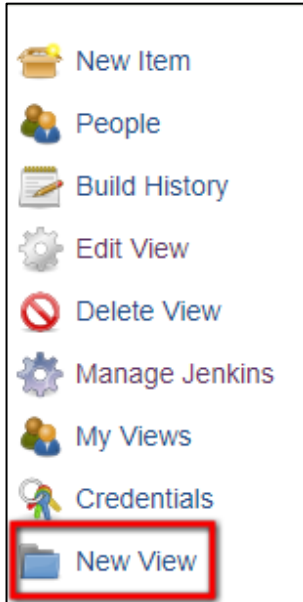 New Item
People
Build History
Edit View
Delete View
Manage Jenkins
My Views
Credentials
New View